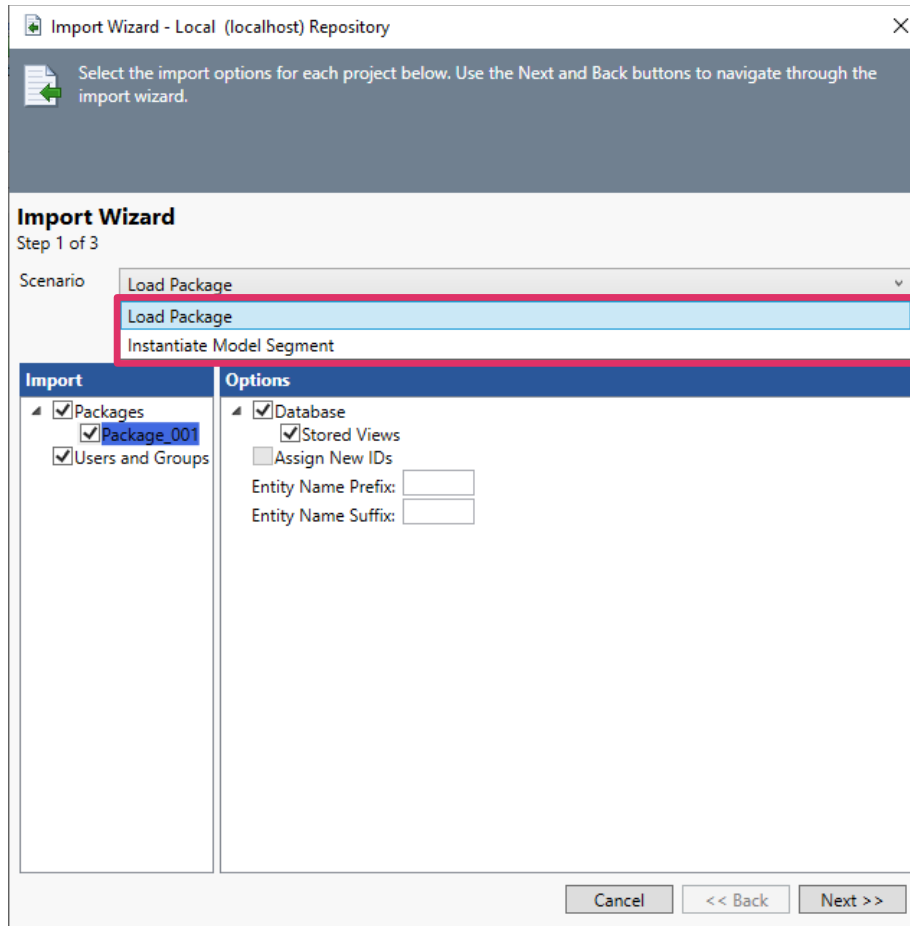 Import Wizard - Local  (localhost) Repository
Select the import options for each project below. Use the Next and Back buttons to navigate through the
import wizard.
Import Wizard
Step 1 of 3
Scenario
Load Package
Load Package
Instantiate Model Segment
Import
Options
Packages
Package_001
Users and Groups
Database
Stored Views
Assign New IDs
Entity Name Prefix:
Entity Name Suffix:
Cancel
<< Back
Next >>